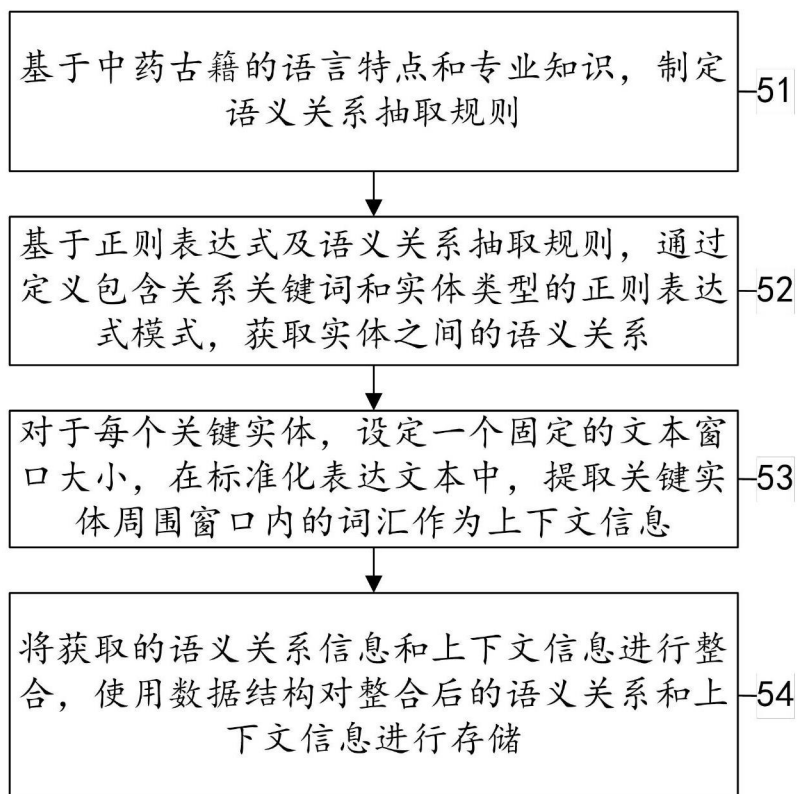 基于中药古籍的语言特点和专业知识，制定
语义关系抽取规则
51
基于正则表达式及语义关系抽取规则，通过
定义包含关系关键词和实体类型的正则表达
式模式，获取实体之间的语义关系
52
对于每个关键实体，设定一个固定的文本窗
口大小，在标准化表达文本中，提取关键实
体周围窗口内的词汇作为上下文信息
53
将获取的语义关系信息和上下文信息进行整
合，使用数据结构对整合后的语义关系和上
下文信息进行存储
54